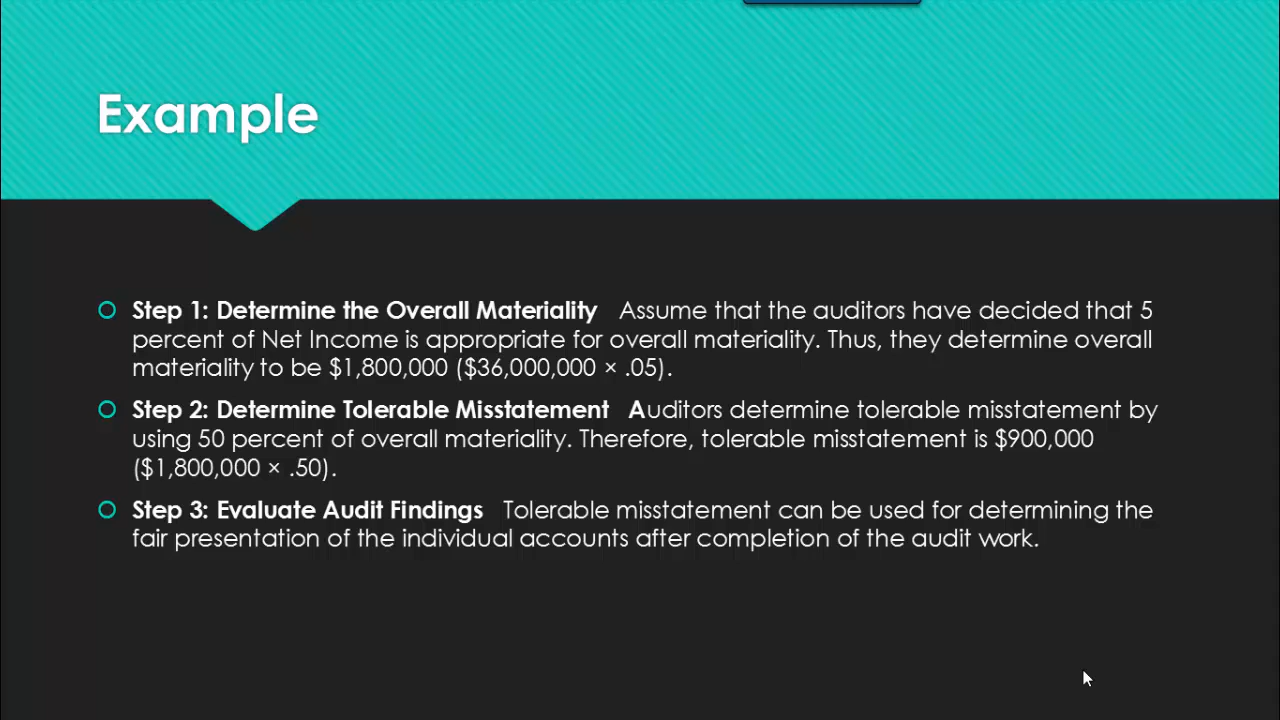 Example
Step 1: Determine the Overall Materiality Assume that the auditors have decided that 5
percent of Net Income is appropriate for overall materiality. Thus, they determine overall
materiality to be $1,800,000 ($36,000,000 × .05).
Step 2: Determine Tolerable Misstatement Auditors determine tolerable misstatement by
using 50 percent of overall materiality. Therefore, tolerable misstatement is $900,000
($1,800,000 × .50).
Step 3: Evaluate Audit Findings Tolerable misstatement can be used for determining the
fair presentation of the individual accounts after completion of the audit work.